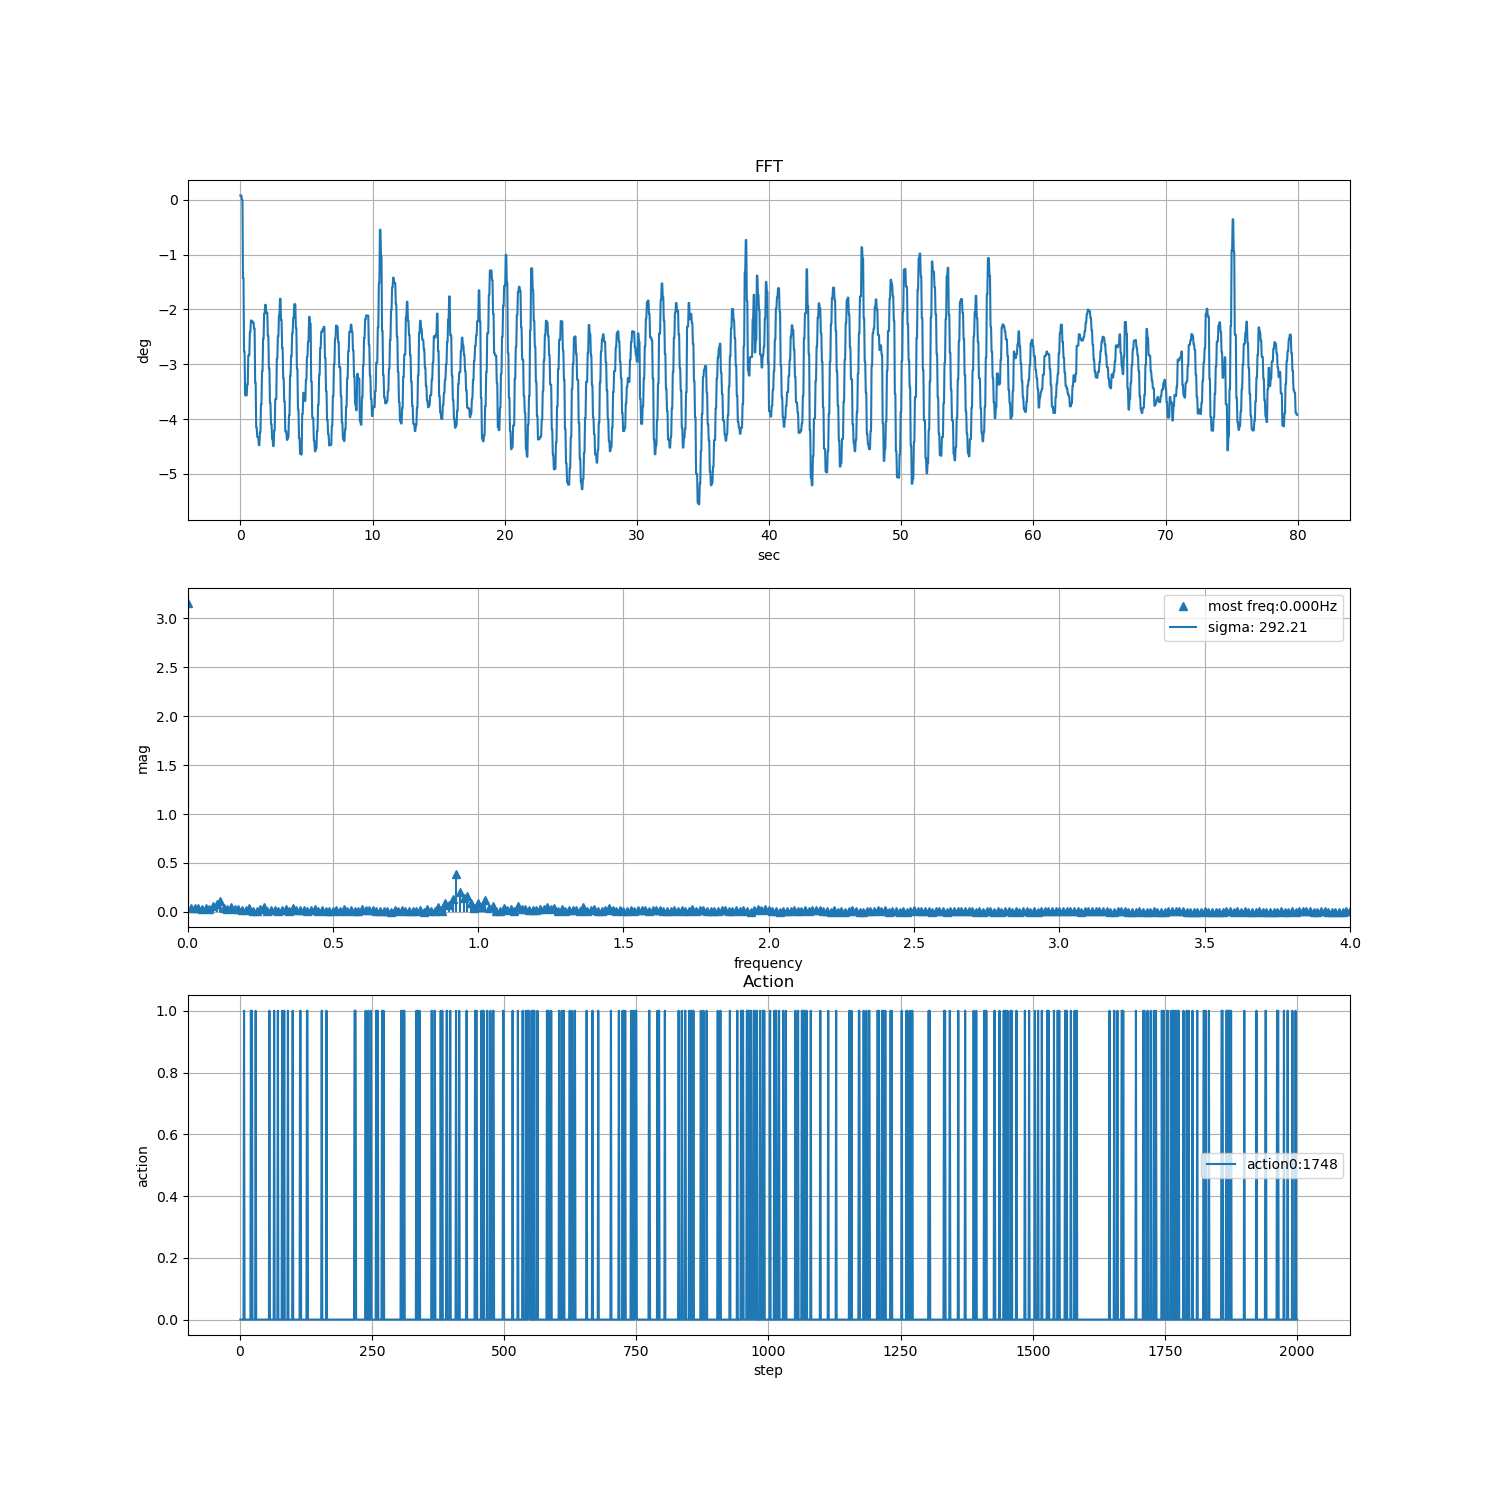 FFT
0
−1
−2
−3
−4
−5
deg
0 10 20 30 40 50 60 70 80
sec
most freq:0.000Hz
sigma: 292.21
3.0
2.5
2.0
1.5
1.0
0.5
0.0
mag
0.0 0.5 1.0 1.5 2.0 2.5 3.0 3.5 4.0
frequency
Action
1.0
0.8
0.6
0.4
0.2
0.0
action
action0:1748
0 250 500 750 1000 1250 1500 1750 2000
step